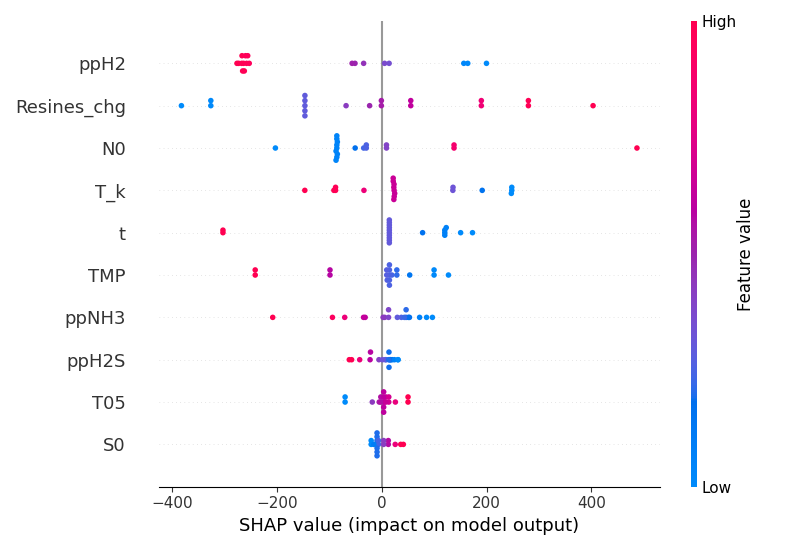 High
ppH2
Resines_chg
N0
T_k
t
TMP
ppNH3
ppH2S
T05
S0
Feature value
Low
−400
−200
0
200
400
SHAP value (impact on model output)